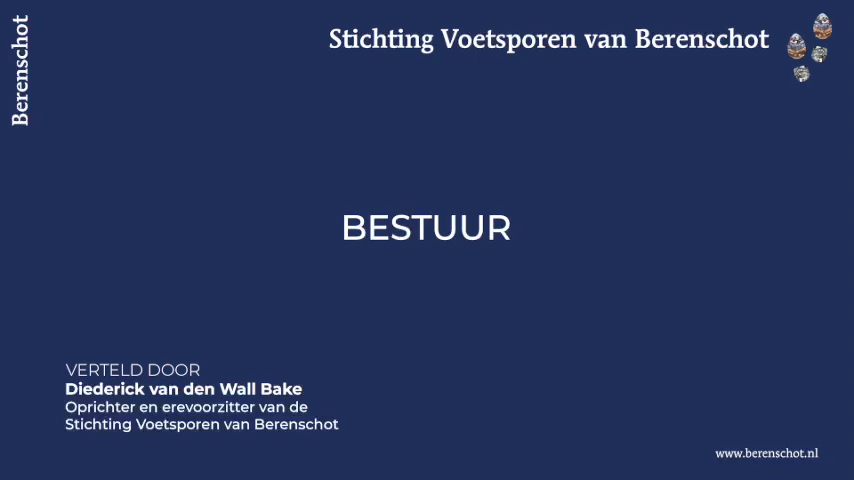 Berenschot
Stichting Voetsporen van Berenschot
BESTUUR
VERTELD DOOR
Diederick van den Wall Bake
Oprichter en erevoorzitter van de
Stichting Voetsporen van Berenschot
www.berenschot.nl